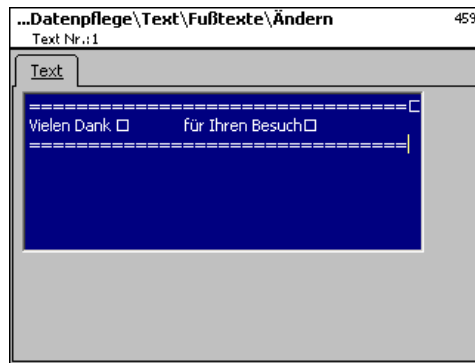 ...Datenpflege\Text\Fußtexte\Ändern 459
Text Nr.:1
Text
================================□
Vielen Dank □ für Ihren Besuch□
================================